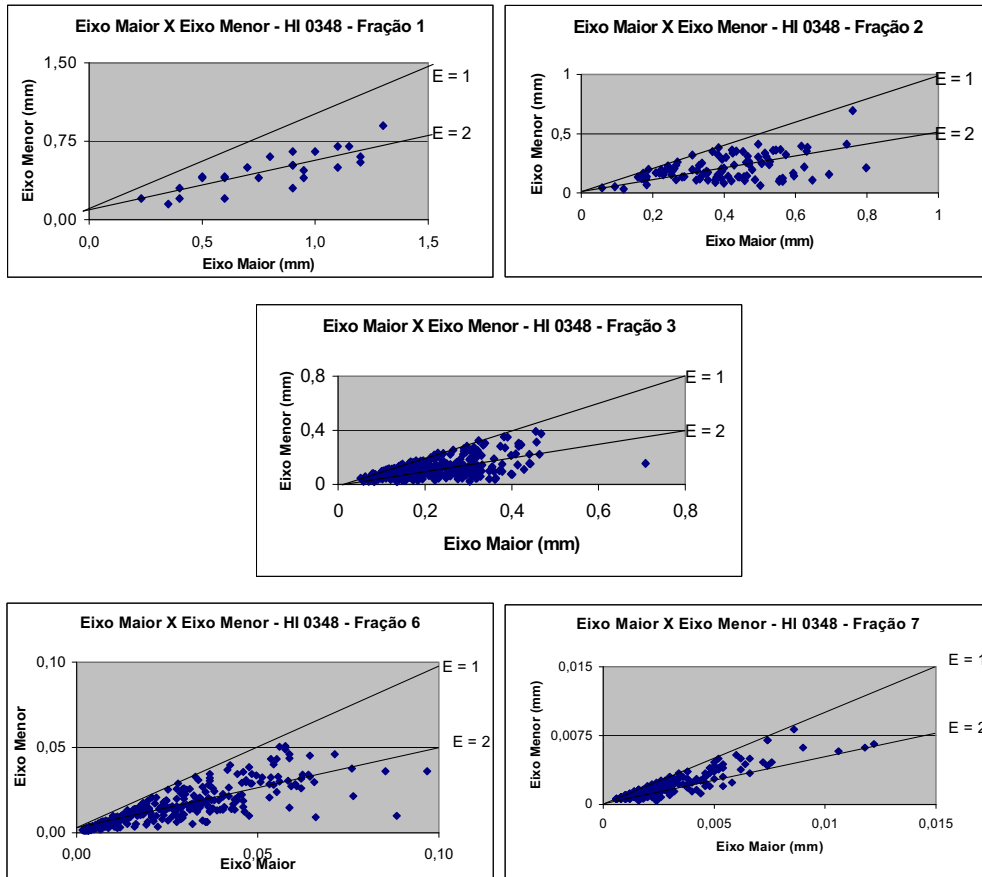 Eixo Maior X Eixo Menor - HI 0348 - Fração 1
1,50
0,75
0,00
Eixo Menor (mm)
E = 1
E = 2
0,0
0,5
1,0
1,5
Eixo Maior (mm)
Eixo Maior X Eixo Menor - HI 0348 - Fração 2
1
0,5
0
Eixo Menor (mm)
E = 1
E = 2
0
0,2
0,4
0,6
0,8
1
Eixo Maior (mm)
Eixo Maior X Eixo Menor - HI 0348 - Fração 3
0,8
0,4
0
Eixo Menor (mm)
E = 1
E = 2
0
0,2
0,4
0,6
0,8
Eixo Maior (mm)
Eixo Maior X Eixo Menor - HI 0348 - Fração 6
0,10
0,05
0,00
Eixo Menor
E = 1
E = 2
0,00
0,05
0,10
Eixo Maior
Eixo Maior X Eixo Menor - HI 0348 - Fração 7
0,015
0,0075
0
Eixo Menor (mm)
E = 1
E = 2
0
0,005
0,01
0,015
Eixo Maior (mm)